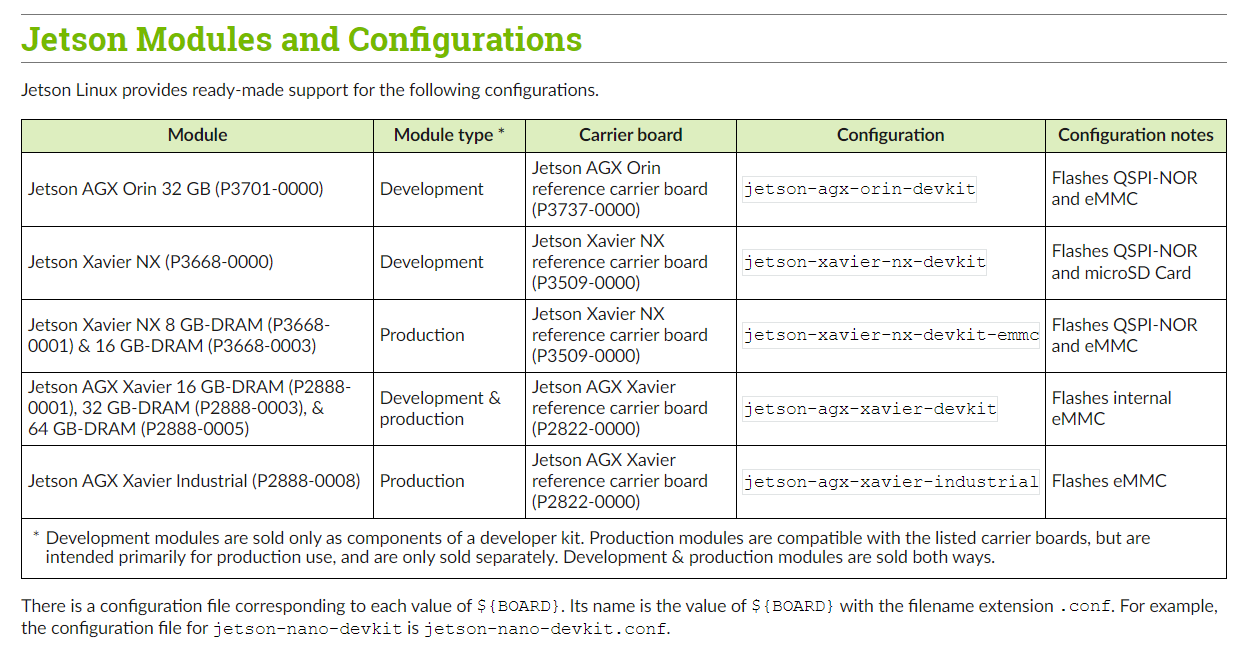 Jetson Modules and Configurations
Jetson Linux provides ready-made support for the following configurations.
Module Module type * Carrier board Configuration Configuration notes
Jetson AGX Orin 32 GB (P3701-0000)
Development
Jetson AGX Orin
reference carrier board
(P3737-0000)
jetson-agx-orin-devkit
Flashes QSPI-NOR
and eMMC
Jetson Xavier NX (P3668-0000)
Development
Jetson Xavier NX
reference carrier board
(P3509-0000)
jetson-xavier-nx-devkit
Flashes QSPI-NOR
and microSD Card
Jetson Xavier NX 8 GB-DRAM (P3668-
0001) & 16 GB-DRAM (P3668-0003)
Production
Jetson Xavier NX
reference carrier board
(P3509-0000)
jetson-xavier-nx-devkit-emmc
Flashes QSPI-NOR
and eMMC
Jetson AGX Xavier 16 GB-DRAM (P2888-
0001), 32 GB-DRAM (P2888-0003), &
64 GB-DRAM (P2888-0005)
Development &
production
Jetson AGX Xavier
reference carrier board
(P2822-0000)
jetson-agx-xavier-devkit
Flashes internal
eMMC
Jetson AGX Xavier Industrial (P2888-0008)
Production
Jetson AGX Xavier
reference carrier board
(P2822-0000)
jetson-agx-xavier-industrial
Flashes eMMC
* Development modules are sold only as components of a developer kit. Production modules are compatible with the listed carrier boards, but are
intended primarily for production use, and are only sold separately. Development & production modules are sold both ways.
There is a configuration file corresponding to each value of ${BOARD}. Its name is the value of ${BOARD} with the filename extension .conf. For example,
the configuration file for jetson-nano-devkit is jetson-nano-devkit.conf.